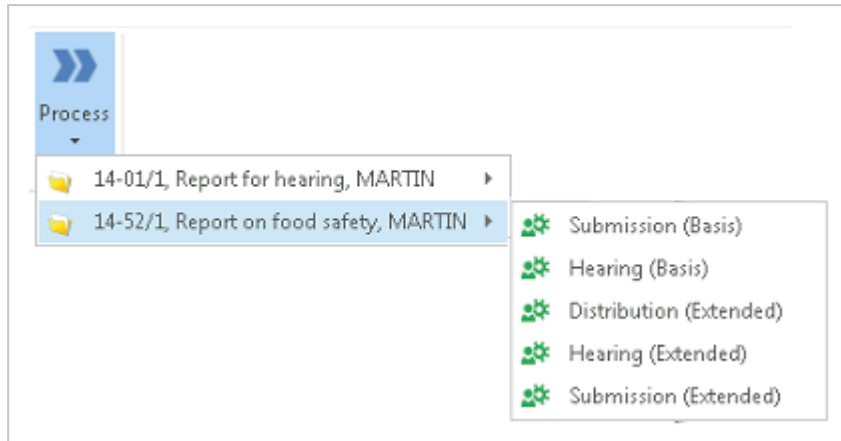 Process
14-01/1, Report for hearing, MARTIN
14-52/1, Report on food safety, MARTIN
Submission (Basis)
Hearing (Basis)
Distribution (Extended)
Hearing (Extended)
Submission (Extended)